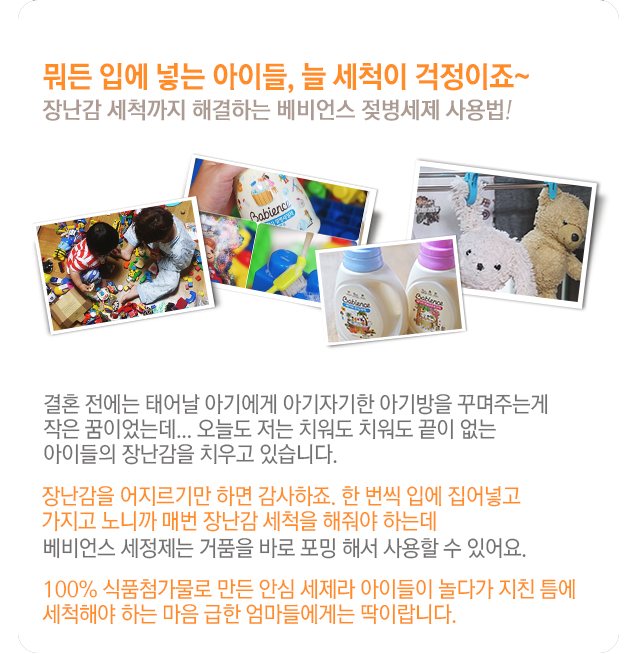 뭐든 입에 넣는 아이들, 늘 세척이 걱정이죠~
장난감 세척까지 해결하는 베비언스 젖병세제 사용법!
Babience
Babience
Babience
결혼 전에는 태어날 아기에게 아기자기한 아기방을 꾸며주는게
작은 꿈이었는데... 오늘도 저는 치워도 치워도 끝이 없는
아이들의 장난감을 치우고 있습니다.
장난감을 어지르기만 하면 감사하죠. 한 번씩 입에 집어넣고
가지고 노니까 매번 장난감 세척을 해줘야 하는데
베비언스 세정제는 거품을 바로 포밍 해서 사용할 수 있어요.
100% 식품첨가물로 만든 안심 세제라 아이들이 놀다가 지친 틈에
세척해야 하는 마음 급한 엄마들에게는 딱이랍니다.